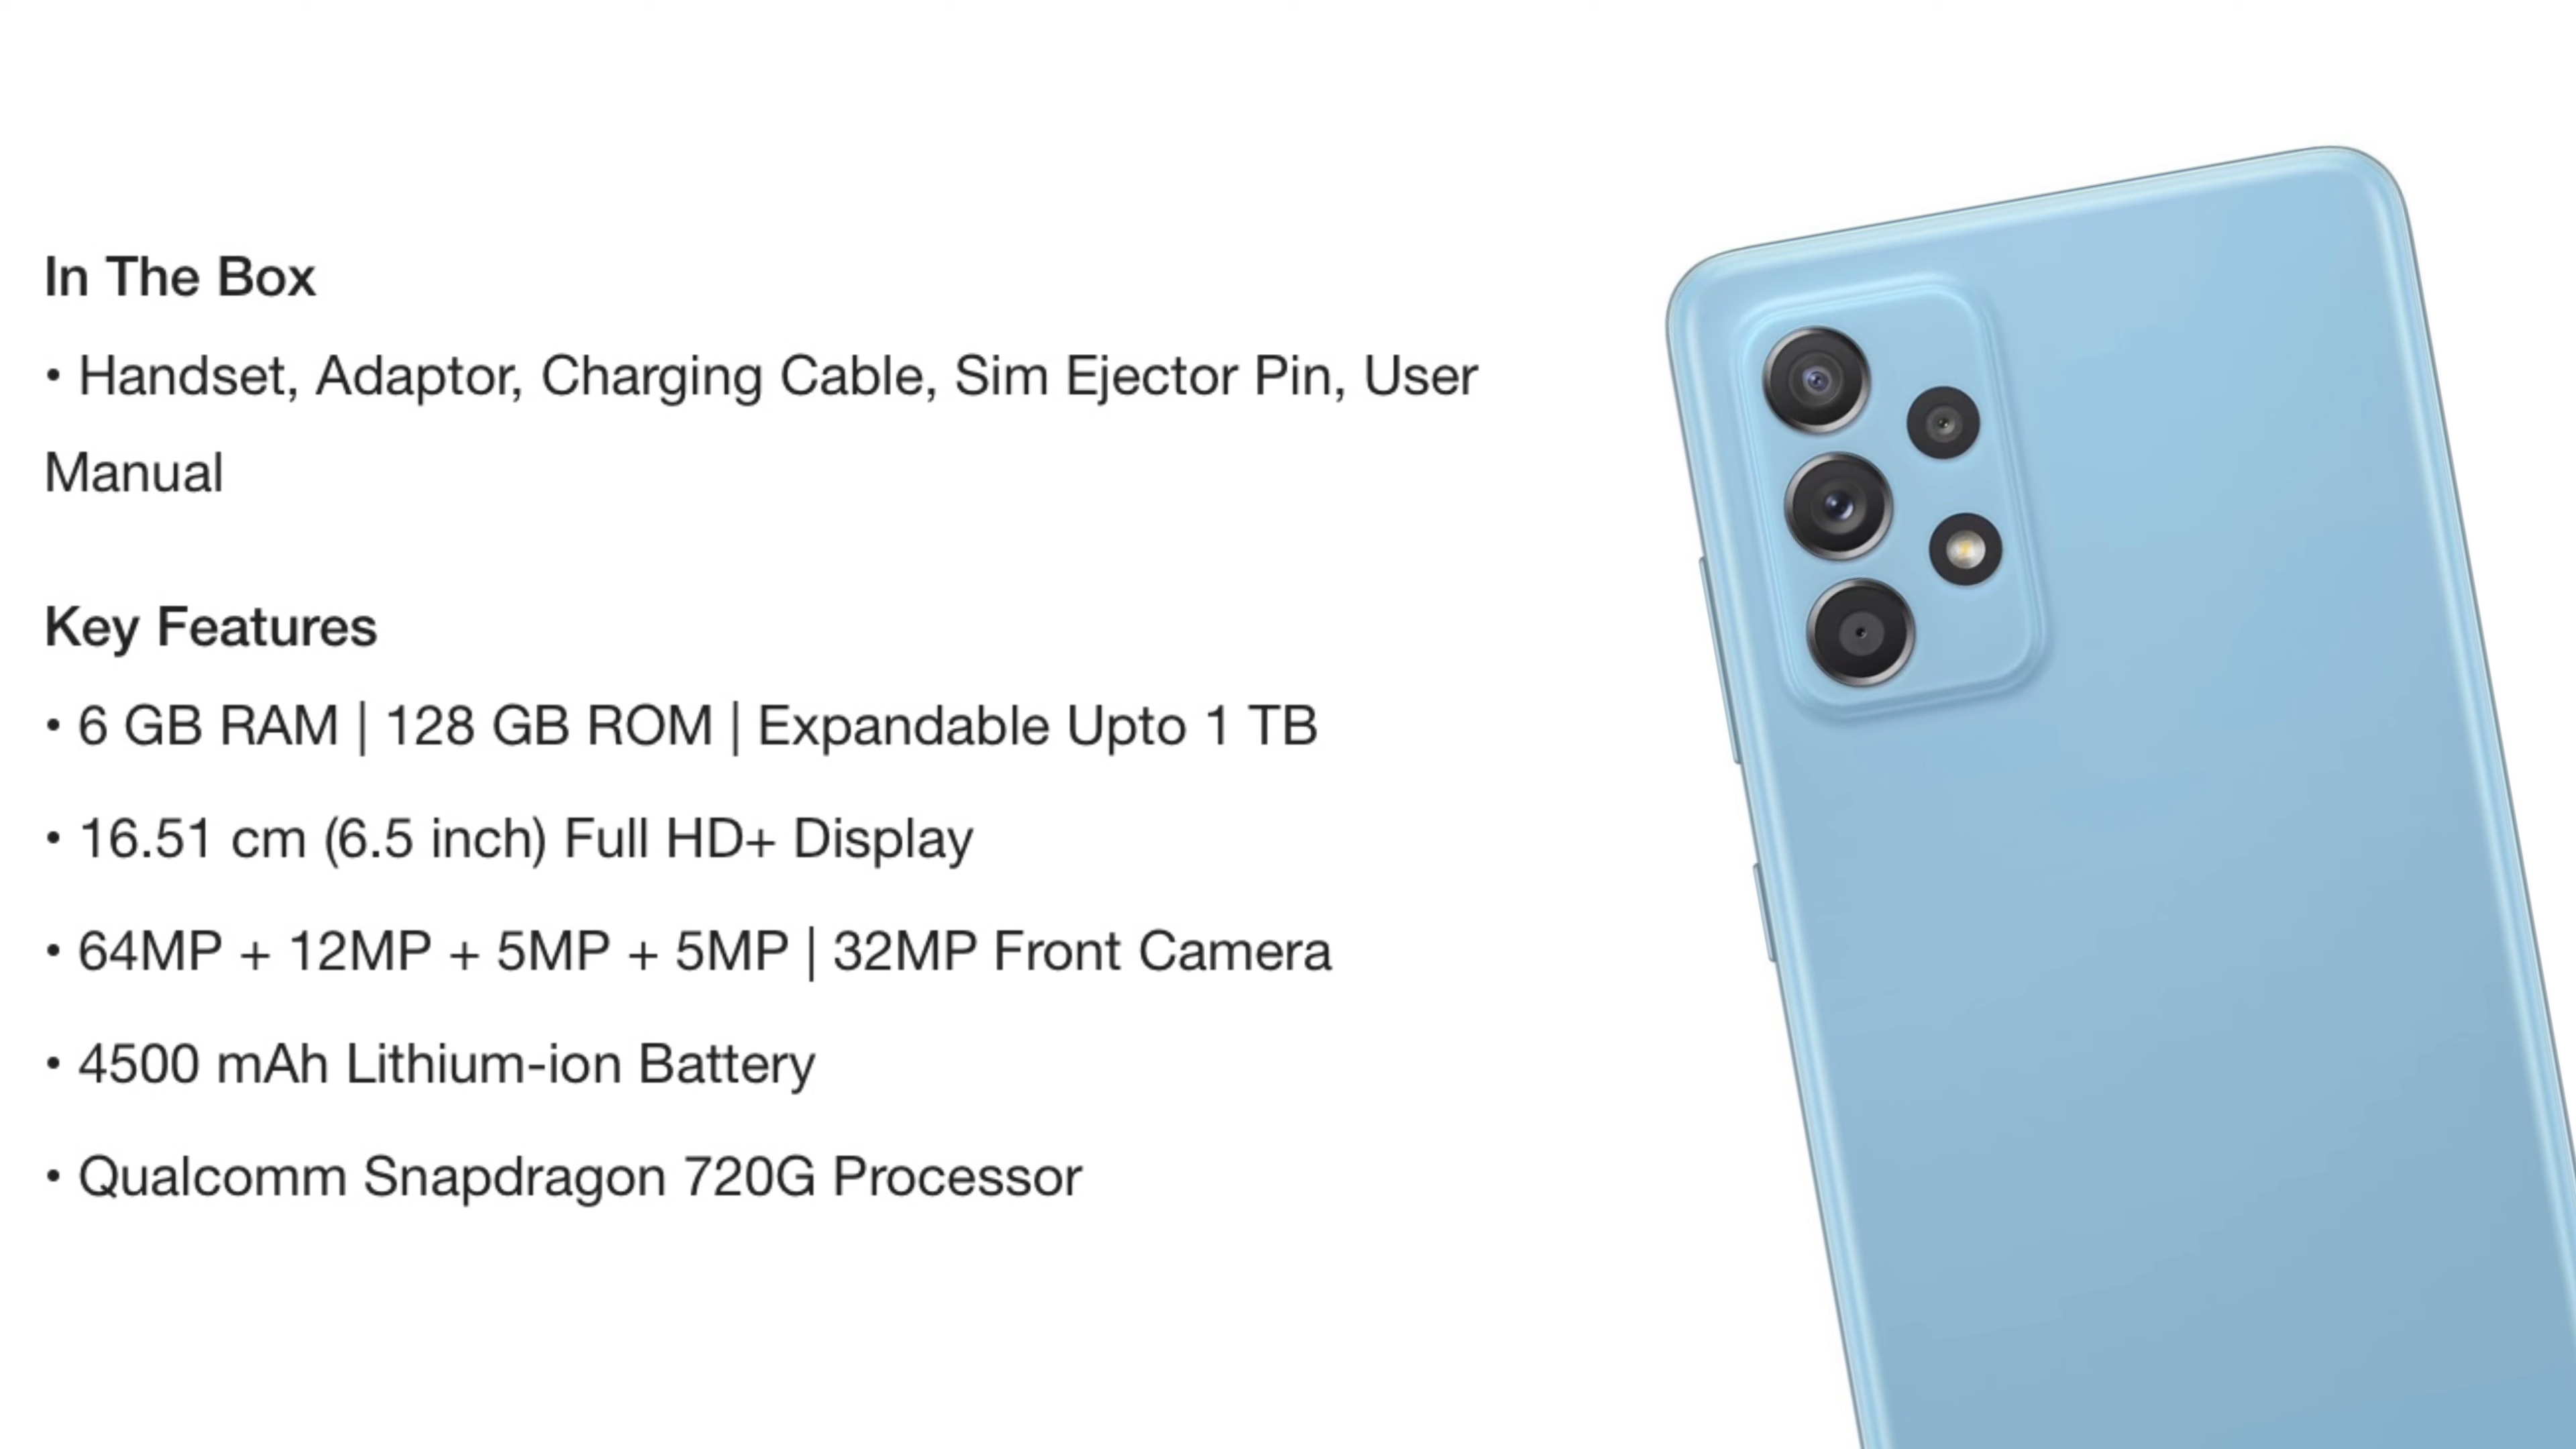 In The Box
• Handset, Adaptor, Charging Cable, Sim Ejector Pin, User
Manual
Key Features
• 6 GB RAM | 128 GB ROM | Expandable Upto 1 TB
• 16.51 cm (6.5 inch) Full HD+ Display
• 64MP + 12MP + 5MP + 5MP | 32MP Front Camera
• 4500 mAh Lithium-ion Battery
• Qualcomm Snapdragon 720G Processor